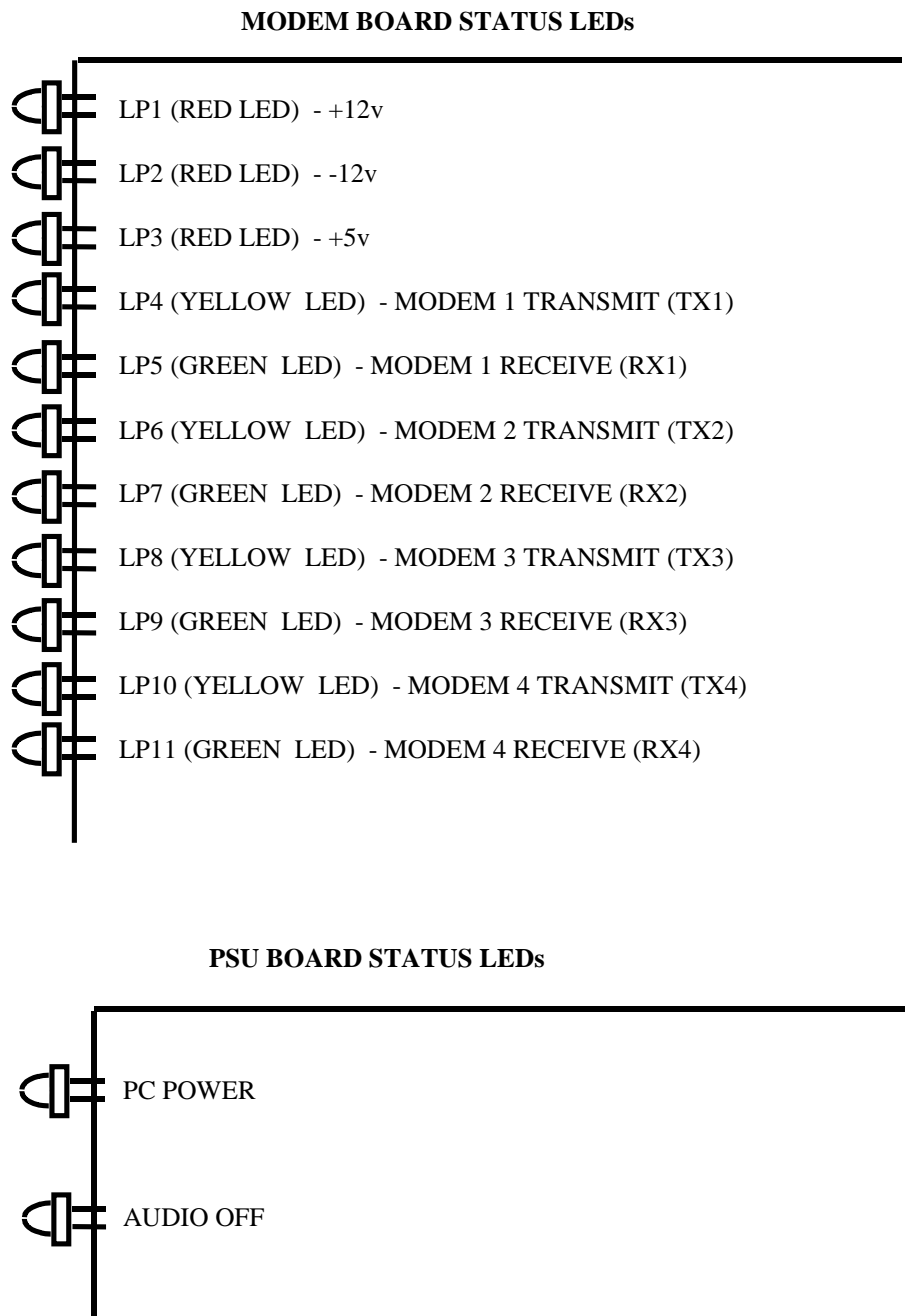 MODEM BOARD STATUS LEDs
LP1 (RED LED) - +12v
LP2 (RED LED) - -12v
LP3 (RED LED) - +5v
LP4 (YELLOW LED) - MODEM 1 TRANSMIT (TX1)
LP5 (GREEN LED) - MODEM 1 RECEIVE (RX1)
LP6 (YELLOW LED) - MODEM 2 TRANSMIT (TX2)
LP7 (GREEN LED) - MODEM 2 RECEIVE (RX2)
LP8 (YELLOW LED) - MODEM 3 TRANSMIT (TX3)
LP9 (GREEN LED) - MODEM 3 RECEIVE (RX3)
LP10 (YELLOW LED) - MODEM 4 TRANSMIT (TX4)
LP11 (GREEN LED) - MODEM 4 RECEIVE (RX4)
PSU BOARD STATUS LEDs
PC POWER
AUDIO OFF